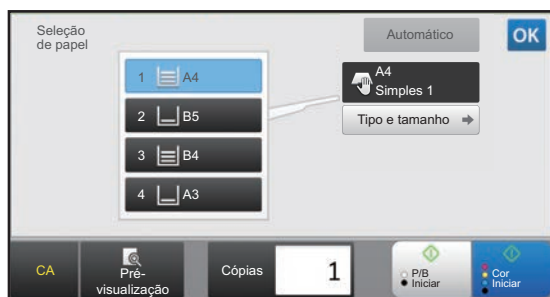 Seleção
de papel
Automático
OK
1 A4
2 B5
3 B4
4 A3
A4
Simples 1
Tipo e tamanho
CA
Pré-
visualização
Cópias
1
P/B
Iniciar
Cor
Iniciar